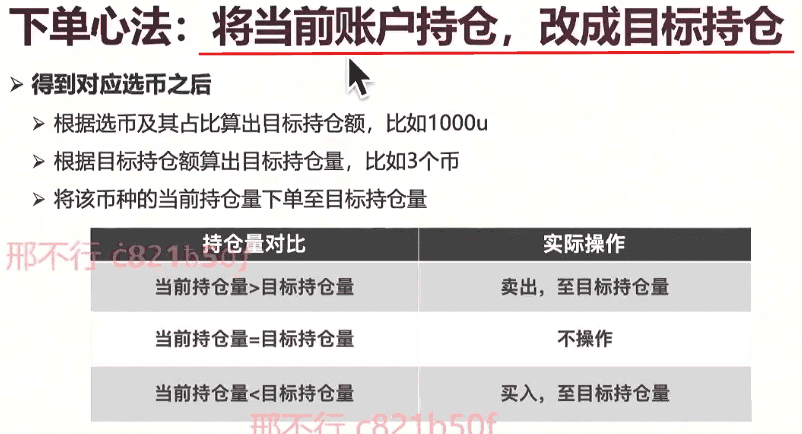 下单心法：将当前账户持仓，改成目标持仓
得到对应选币之后
根据选币及其占比算出目标持仓额，比如1000u
根据目标持仓额算出目标持仓量，比如3个币
将该币种的当前持仓量下单至目标持仓量
持仓量对比 实际操作
邢不行 c821b50f
当前持仓量>目标持仓量 卖出，至目标持仓量
当前持仓量=目标持仓量 不操作
当前持仓量<目标持仓量 买入，至目标持仓量
邢不行 c821b50f